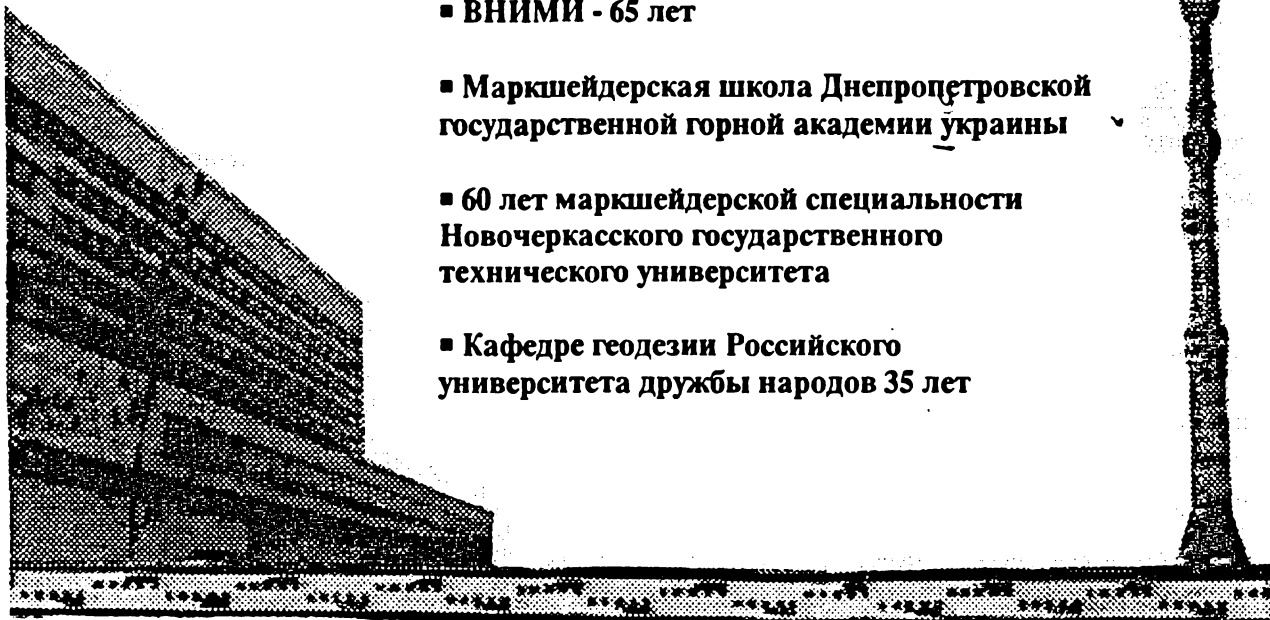 ▪ ВНИМИ - 65 лет
▪ Маркшейдерская школа Днепропетровской
государственной горной академии украины
▪ 60 лет маркшейдерской специальности
Новочеркасского государственного
технического университета
▪ Кафедре геодезии Российского
университета дружбы народов 35 лет